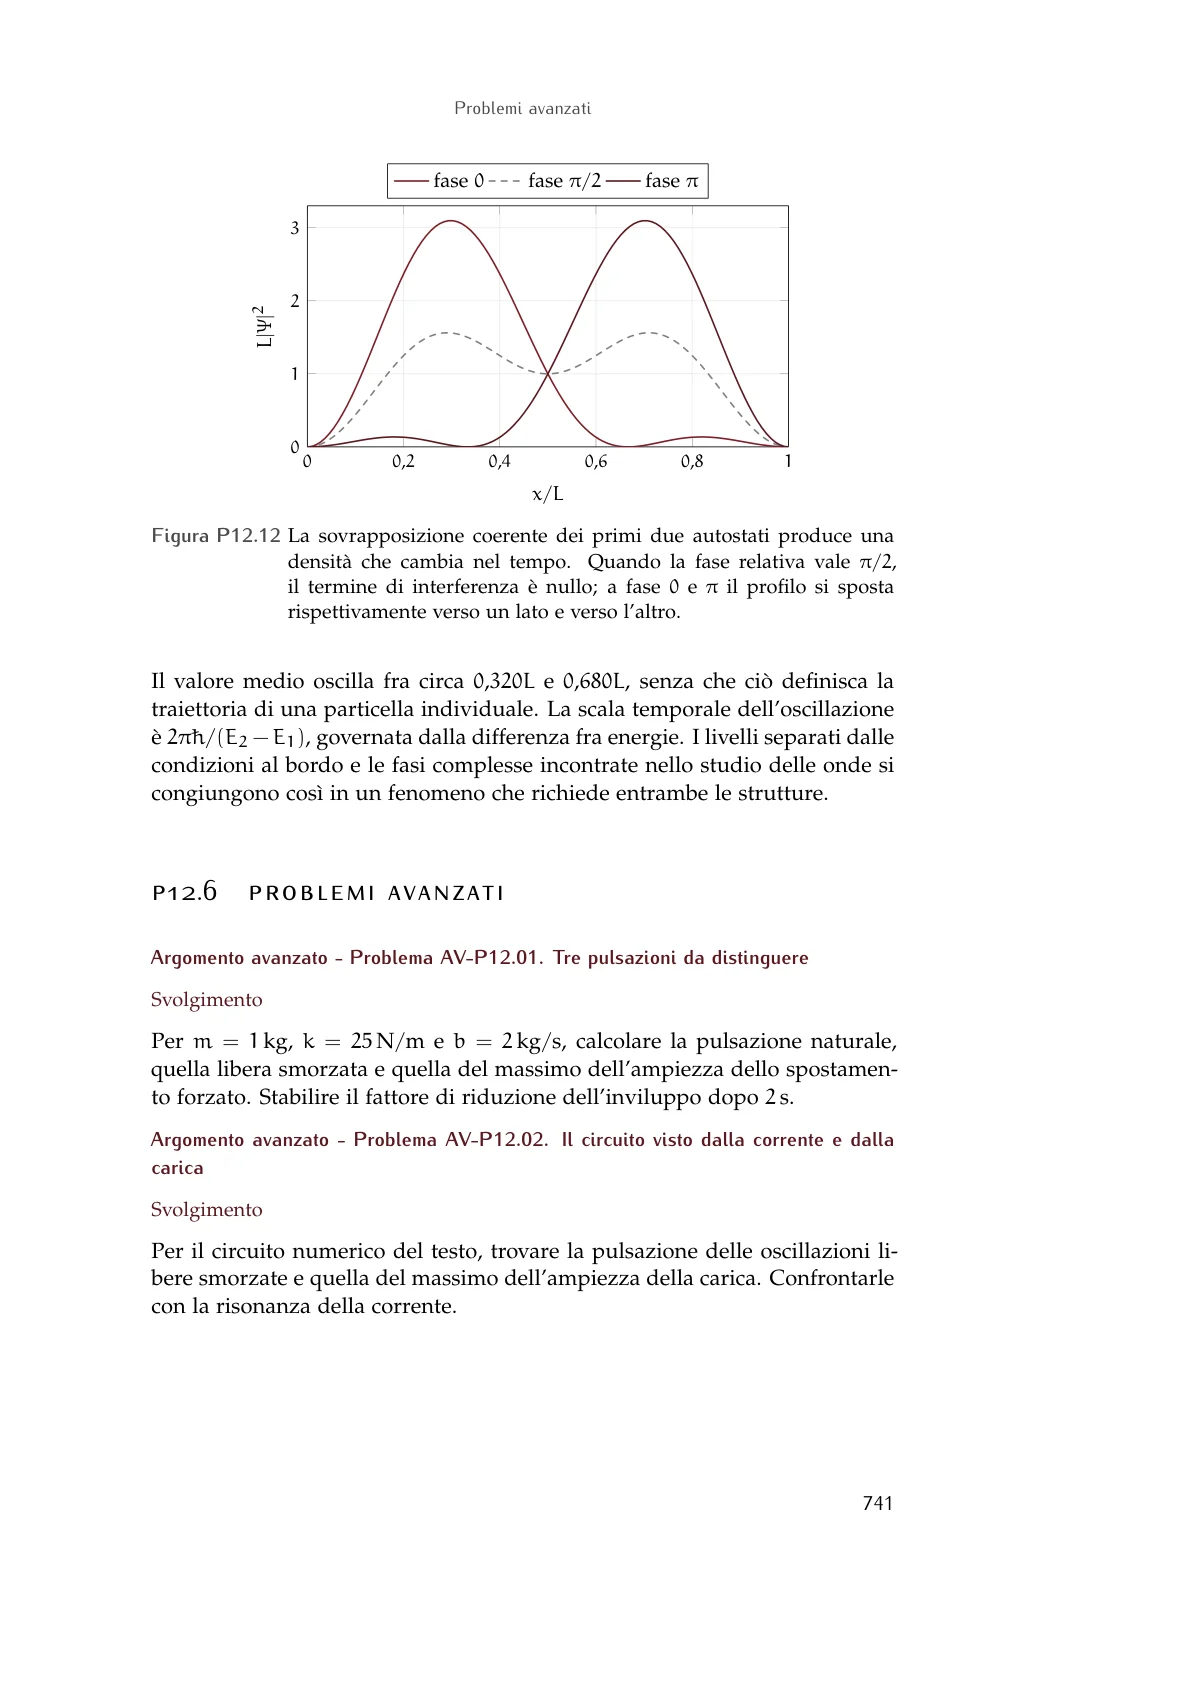 Problemi avanzati
fase 0 fase π/2 fase π
3
2
1
0
L|Ψ|²
0 0,2 0,4 0,6 0,8 1
x/L
Figura P12.12 La sovrapposizione coerente dei primi due autostati produce una
densità che cambia nel tempo. Quando la fase relativa vale π/2,
il termine di interferenza è nullo; a fase 0 e π il profilo si sposta
rispettivamente verso un lato e verso l'altro.
Il valore medio oscilla fra circa 0,320L e 0,680L, senza che ciò definisca la
traiettoria di una particella individuale. La scala temporale dell'oscillazione
è 2πħ/(E₂ − E₁), governata dalla differenza fra energie. I livelli separati dalle
condizioni al bordo e le fasi complesse incontrate nello studio delle onde si
congiungono così in un fenomeno che richiede entrambe le strutture.
P12.6 PROBLEMI AVANZATI
Argomento avanzato - Problema AV-P12.01. Tre pulsazioni da distinguere
Svolgimento
Per m = 1 kg, k = 25 N/m e b = 2 kg/s, calcolare la pulsazione naturale,
quella libera smorzata e quella del massimo dell'ampiezza dello spostamen-
to forzato. Stabilire il fattore di riduzione dell'inviluppo dopo 2 s.
Argomento avanzato - Problema AV-P12.02. Il circuito visto dalla corrente e dalla
carica
Svolgimento
Per il circuito numerico del testo, trovare la pulsazione delle oscillazioni li-
bere smorzate e quella del massimo dell'ampiezza della carica. Confrontarle
con la risonanza della corrente.
741